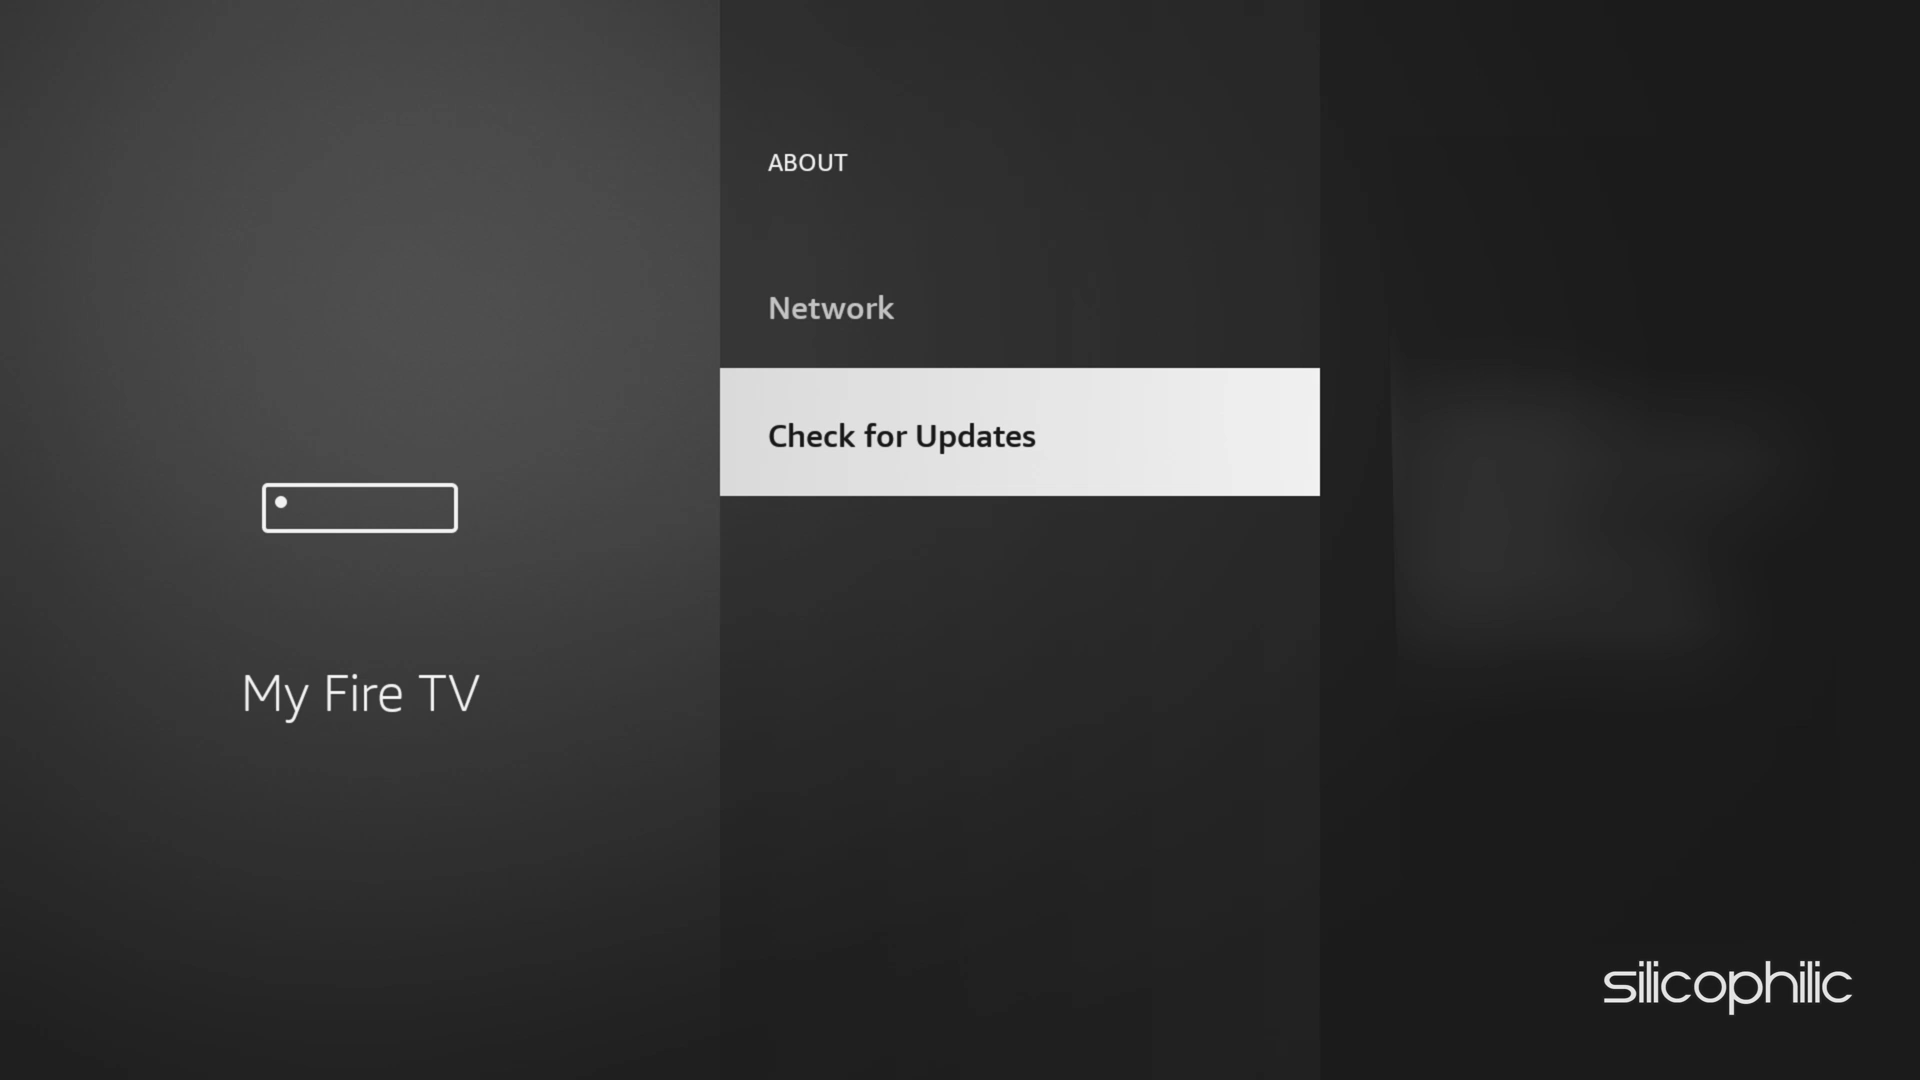 ABOUT
Network
Check for Updates
My Fire TV
silicophilic